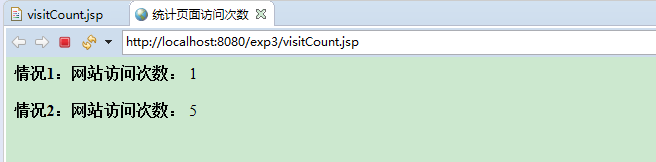 visitCount.jsp 统计页面访问次数
http://localhost:8080/exp3/visitCount.jsp
情况1：网站访问次数： 1
情况2：网站访问次数： 5